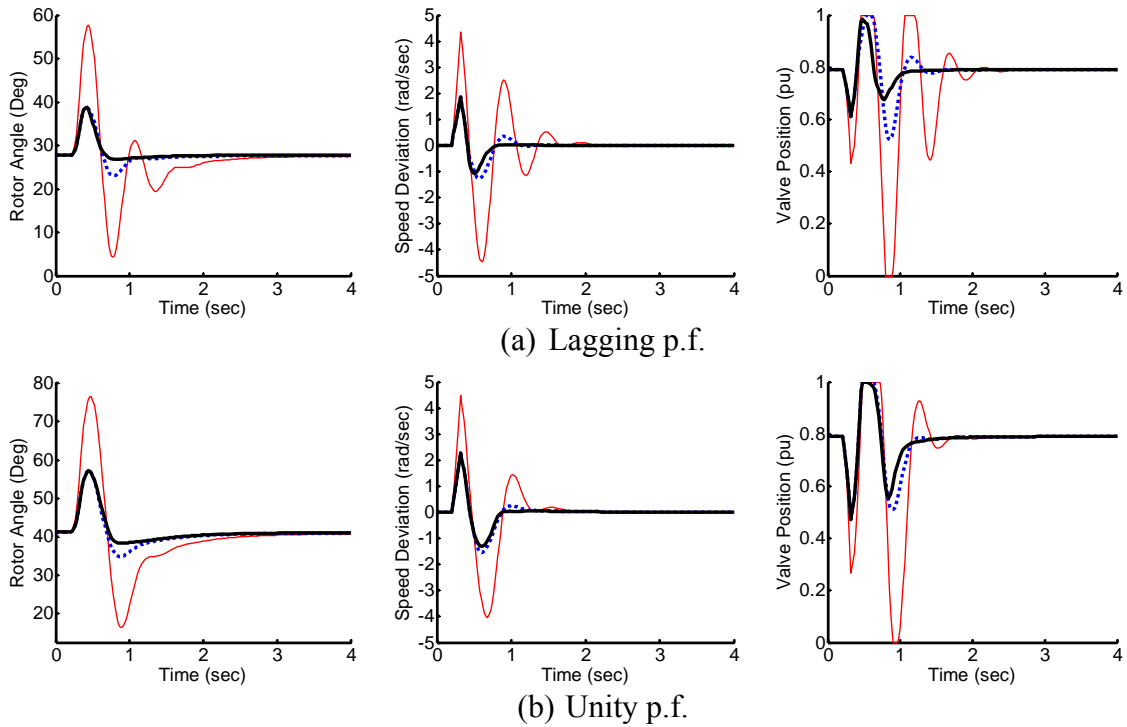 60
50
40
30
20
10
0
Rotor Angle (Deg)
0 1 2 3 4
Time (sec)
5
4
3
2
1
0
-1
-2
-3
-4
-5
Speed Deviation (rad/sec)
0 1 2 3 4
Time (sec)
1
0.8
0.6
0.4
0.2
0
Valve Position (pu)
0 1 2 3 4
Time (sec)
(a) Lagging p.f.
80
70
60
50
40
30
20
Rotor Angle (Deg)
0 1 2 3 4
Time (sec)
5
4
3
2
1
0
-1
-2
-3
-4
-5
Speed Deviation (rad/sec)
0 1 2 3 4
Time (sec)
1
0.8
0.6
0.4
0.2
0
Valve Position (pu)
0 1 2 3 4
Time (sec)
(b) Unity p.f.